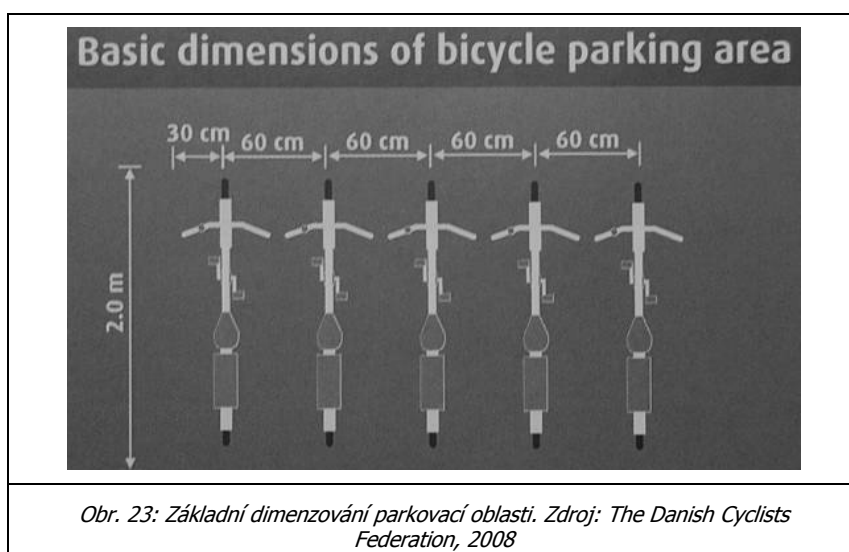 Basic dimensions of bicycle parking area
30 cm 60 cm 60 cm 60 cm 60 cm
2.0 m
Obr. 23: Základní dimenzování parkovací oblasti. Zdroj: The Danish Cyclists
Federation, 2008